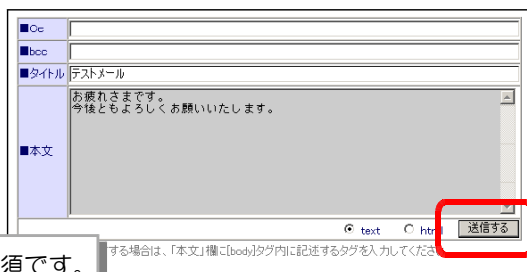 ■Cc
■bcc
■タイトル テストメール
■本文 お疲れさまです。
今後ともよろしくお願いいたします。
text html 送信する
する場合は、「本文」欄に[body]タグ内に記述するタグを入力してくださ
須です。